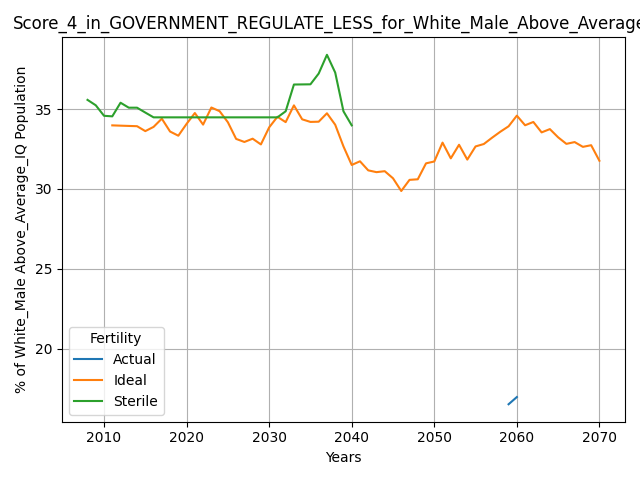 Score_4_in_GOVERNMENT_REGULATE_LESS_for_White_Male_Above_Average
% of White_Male Above_Average_IQ Population
35
30
25
20
Fertility
Actual
Ideal
Sterile
2010 2020 2030 2040 2050 2060 2070
Years